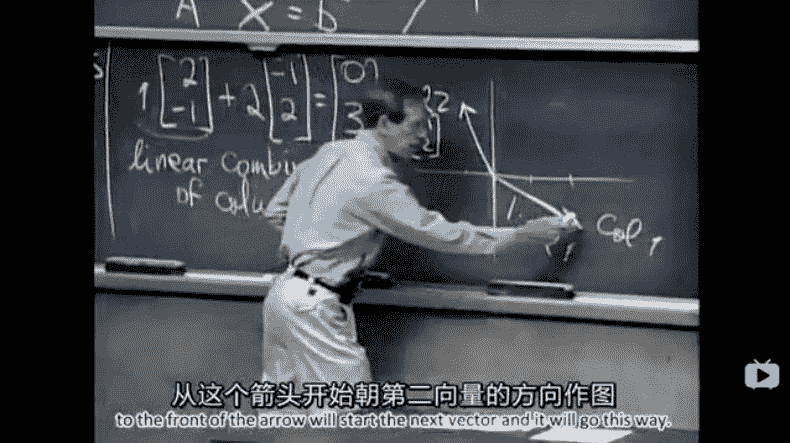 A X = b
1 [2 -1] + 2 [-1 2] = [0 3]
linear combi
of colu
Col 1
从这个箭头开始朝第二向量的方向作图
to the front of the arrow will start the next vector and it will go this way.